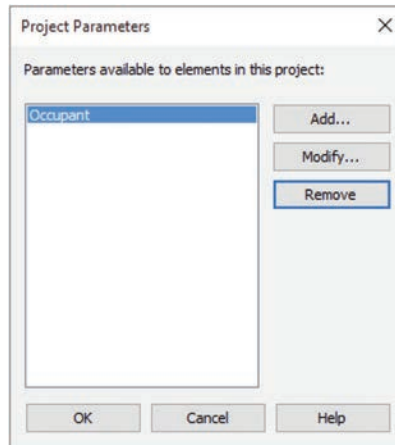 Project Parameters
Parameters available to elements in this project:
Occupant
Add...
Modify...
Remove
OK
Cancel
Help